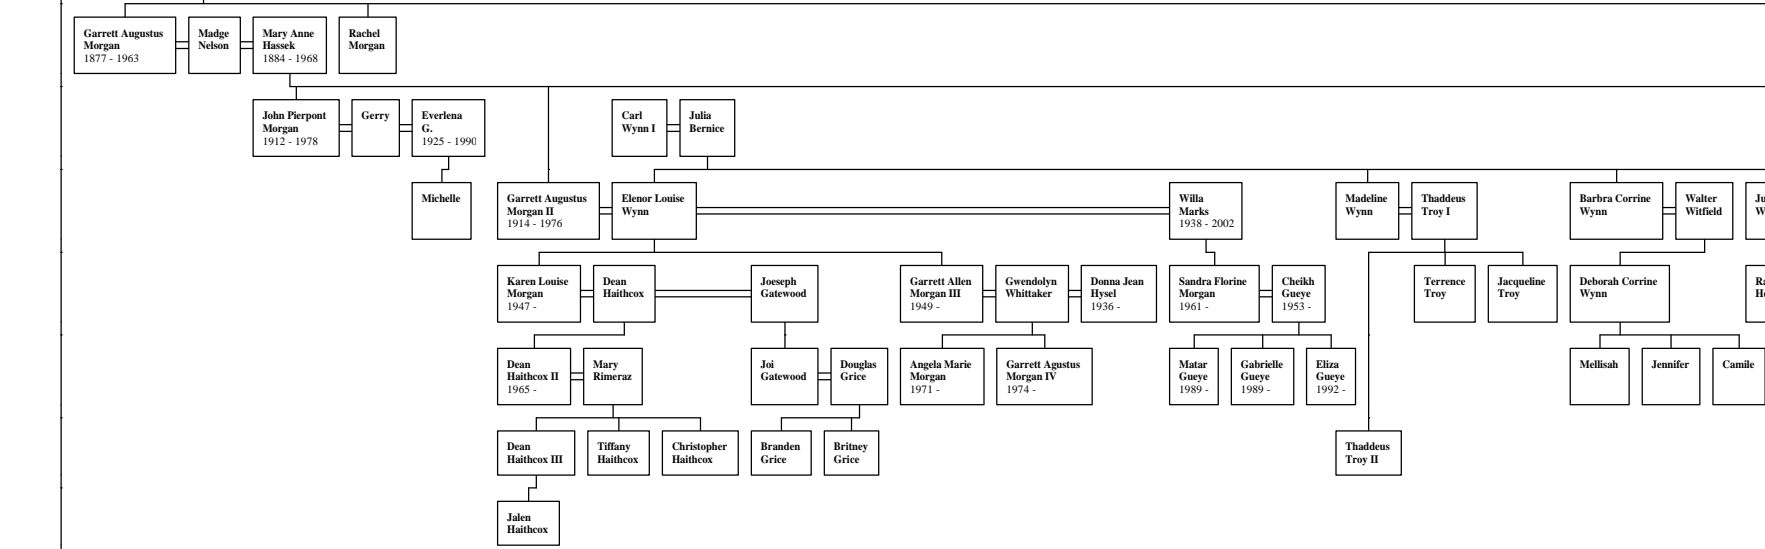 Garrett Augustus
Morgan
1877 - 1963
Madge
Nelson
Mary Anne
Hassek
1884 - 1968
Rachel
Morgan
John Pierpont
Morgan
1912 - 1978
Gerry
Everlena
G.
1925 - 1990
Carl
Wynn I
Julia
Bernice
Michelle
Garrett Augustus
Morgan II
1914 - 1976
Elenor Louise
Wynn
Willa
Marks
1938 - 2002
Madeline
Wynn
Thaddeus
Troy I
Barbra Corrine
Wynn
Walter
Witfield
Ju
W
Karen Louise
Morgan
1947 -
Dean
Haithcox
Joeseph
Gatewood
Garrett Allen
Morgan III
1949 -
Gwendolyn
Whittaker
Donna Jean
Hysel
1936 -
Sandra Florine
Morgan
1961 -
Cheikh
Gueye
1953 -
Terrence
Troy
Jacqueline
Troy
Deborah Corrine
Wynn
Ra
He
Dean
Haithcox II
1965 -
Mary
Rimeraz
Joi
Gatewood
Douglas
Grice
Angela Marie
Morgan
1971 -
Garrett Agustus
Morgan IV
1974 -
Matar
Gueye
1989 -
Gabrielle
Gueye
1989 -
Eliza
Gueye
1992 -
Mellisah
Jennifer
Camile
Dean
Haithcox III
Tiffany
Haithcox
Christopher
Haithcox
Branden
Grice
Britney
Grice
Thaddeus
Troy II
Jalen
Haithcox